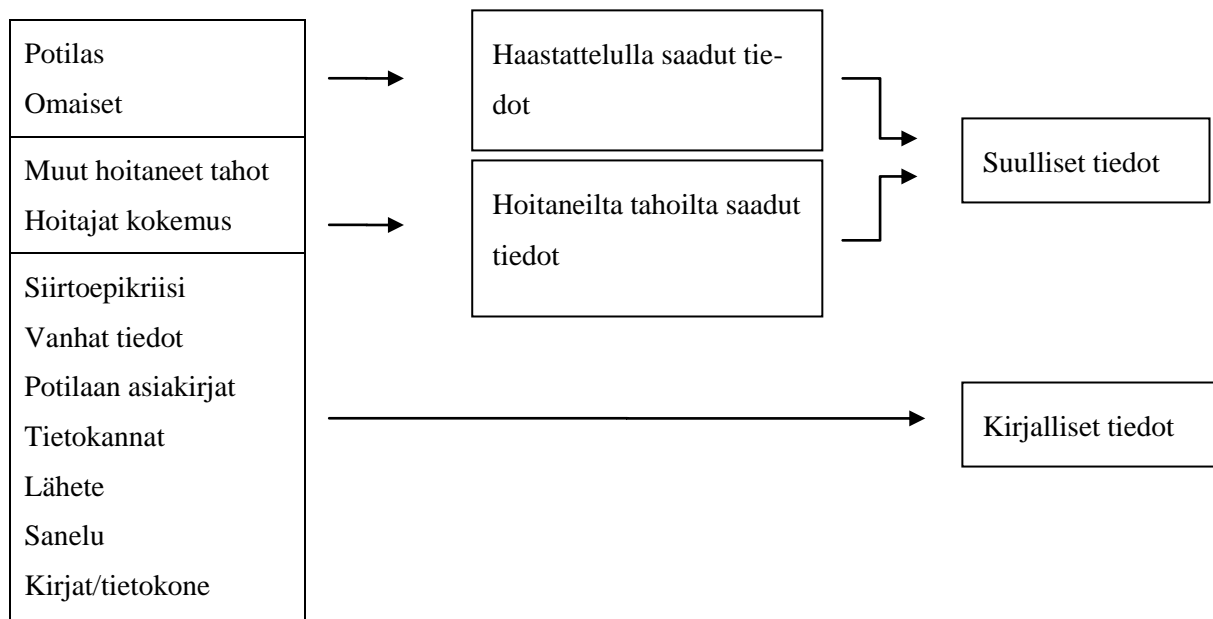 Potilas
Omaiset
Muut hoitaneet tahot
Hoitajat kokemus
Siirtoepikriisi
Vanhat tiedot
Potilaan asiakirjat
Tietokannat
Lähete
Sanelu
Kirjat/tietokone
Haastattelulla saadut tie-
dot
Hoitaneilta tahoilta saadut
tiedot
Suulliset tiedot
Kirjalliset tiedot